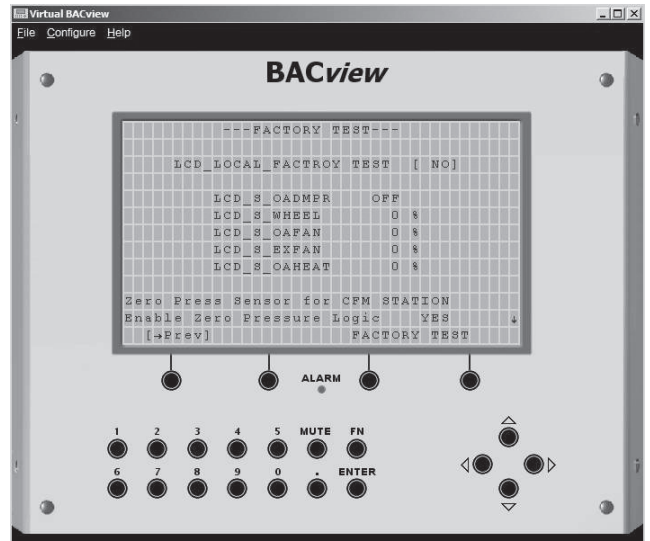 Virtual BACview
File Configure Help
BACview
---FACTORY TEST---
LCD_LOCAL_FACTROY TEST [ NO]
LCD_S_OADMPR OFF
LCD_S_WHEEL 0 %
LCD_S_OAFAN 0 %
LCD_S_EXFAN 0 %
LCD_S_OAHEAT 0 %
Zero Press Sensor for CFM STATION
Enable Zero Pressure Logic YES ↓
[→Prev] FACTORY TEST
ALARM
1 2 3 4 5 MUTE FN
6 7 8 9 0 . ENTER